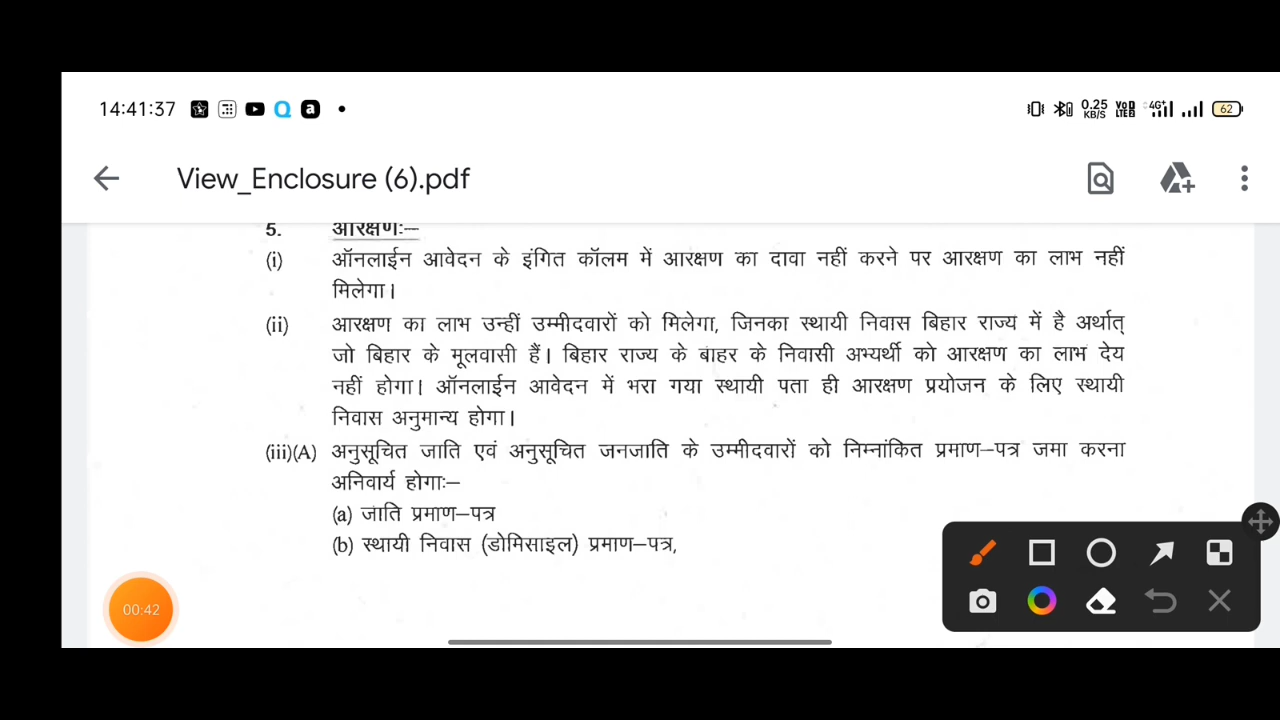 14:41:37
0.25 KB/S
VoD LTE2
4G+
62
View_Enclosure (6).pdf
5. आरक्षणः–
(i) ऑनलाईन आवेदन के इंगित कॉलम में आरक्षण का दावा नहीं करने पर आरक्षण का लाभ नहीं
मिलेगा।
(ii) आरक्षण का लाभ उन्हीं उम्मीदवारों को मिलेगा, जिनका स्थायी निवास बिहार राज्य में है अर्थात्
जो बिहार के मूलवासी हैं। बिहार राज्य के बाहर के निवासी अभ्यर्थी को आरक्षण का लाभ देय
नहीं होगा। ऑनलाईन आवेदन में भरा गया स्थायी पता ही आरक्षण प्रयोजन के लिए स्थायी
निवास अनुमान्य होगा।
(iii)(A) अनुसूचित जाति एवं अनुसूचित जनजाति के उम्मीदवारों को निम्नांकित प्रमाण–पत्र जमा करना
अनिवार्य होगाः–
(a) जाति प्रमाण–पत्र
(b) स्थायी निवास (डोमिसाइल) प्रमाण–पत्र,
00:42